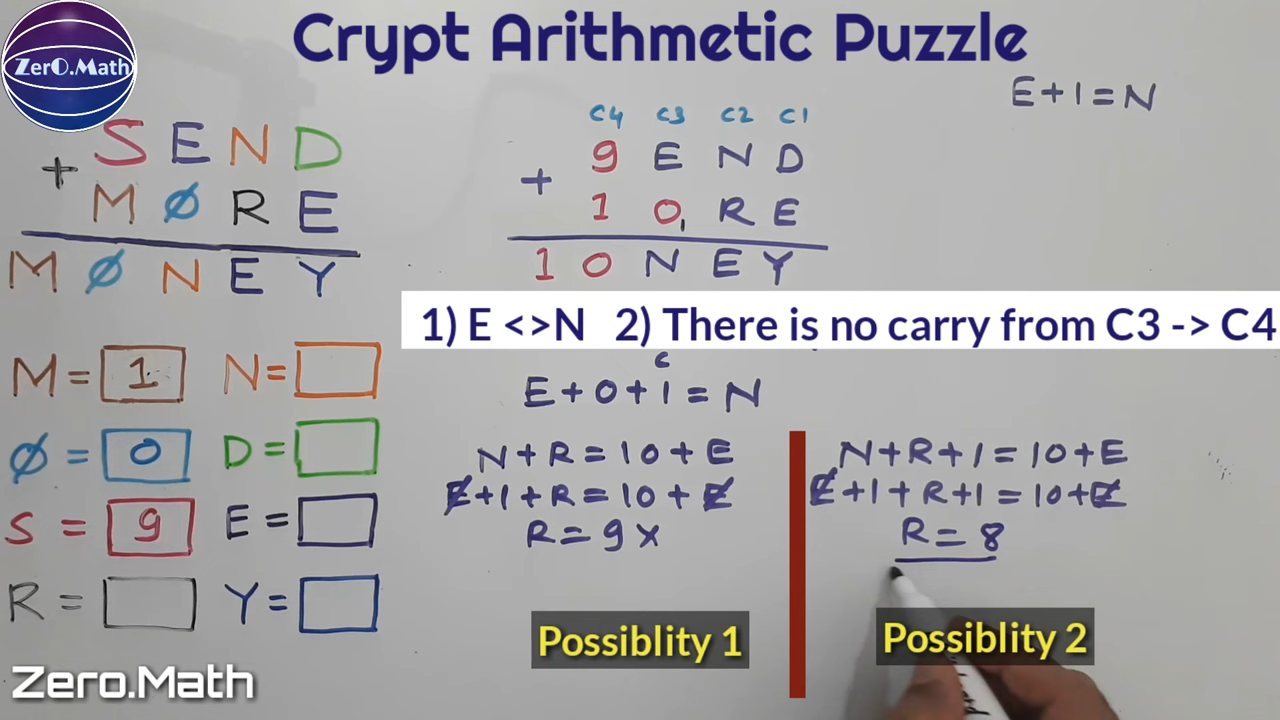 Crypt Arithmetic Puzzle
ZerO.Math
E+1=N
SEND
+ MØRE
MØNEY
C4 C3 C2 C1
9 E N D
+ 1 0, R E
1 0 N E Y
1) E <>N 2) There is no carry from C3 -> C4
C
E+0+1=N
N+R=10+E
E+1+R=10+E
R=9 x
N+R+1=10+E
E+1+R+1=10+E
R=8
M= 1 N=
Ø = 0 D=
S = 9 E=
R = Y=
Possiblity 1
Possiblity 2
Zero.Math